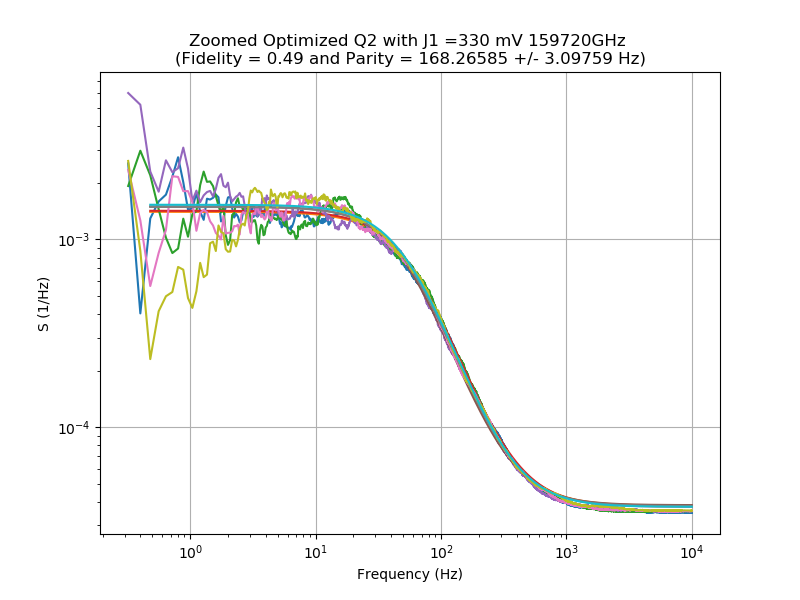 Zoomed Optimized Q2 with J1 =330 mV 159720GHz
(Fidelity = 0.49 and Parity = 168.26585 +/- 3.09759 Hz)
10⁻³
10⁻⁴
S (1/Hz)
10⁰ 10¹ 10² 10³ 10⁴
Frequency (Hz)